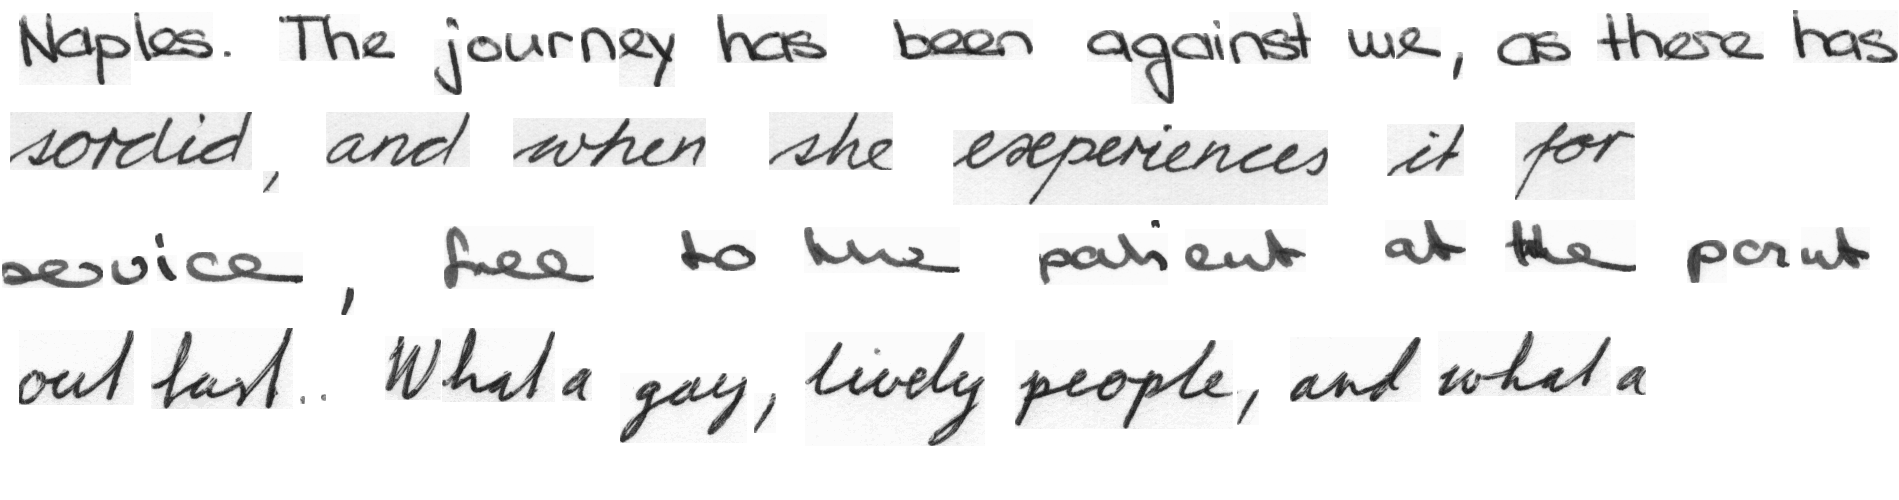 Naples. The journey has been against me, as there has
sordid, and when she experiences it for
service, free to the patient at the point
out last.. What a gay, lively people, and what a